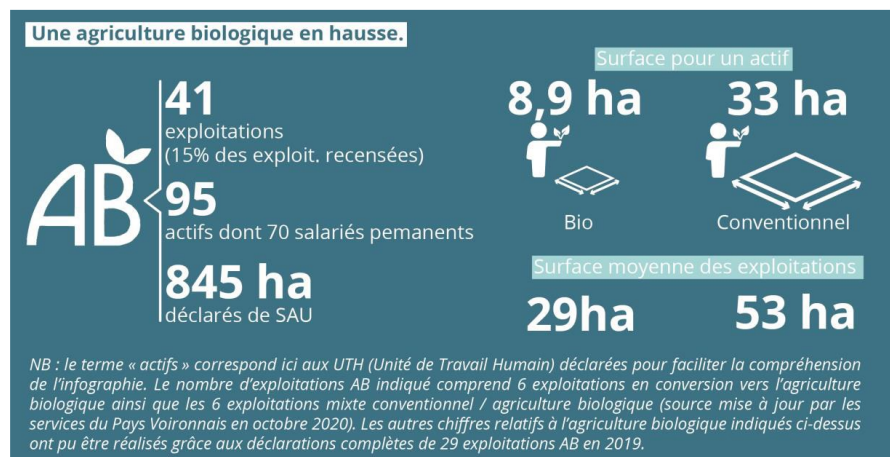 Une agriculture biologique en hausse.
AB
41
exploitations
(15% des exploit. recensées)
95
actifs dont 70 salariés pemanents
845 ha
déclarés de SAU
Surface pour un actif
8,9 ha
33 ha
Bio
Conventionnel
Surface moyenne des exploitations
29ha
53 ha
NB : le terme « actifs » correspond ici aux UTH (Unité de Travail Humain) déclarées pour faciliter la compréhension
de l'infographie. Le nombre d'exploitations AB indiqué comprend 6 exploitations en conversion vers l'agriculture
biologique ainsi que les 6 exploitations mixte conventionnel / agriculture biologique (source mise à jour par les
services du Pays Voironnais en octobre 2020). Les autres chiffres relatifs à l'agriculture biologique indiqués ci-dessus
ont pu être réalisés grâce aux déclarations complètes de 29 exploitations AB en 2019.